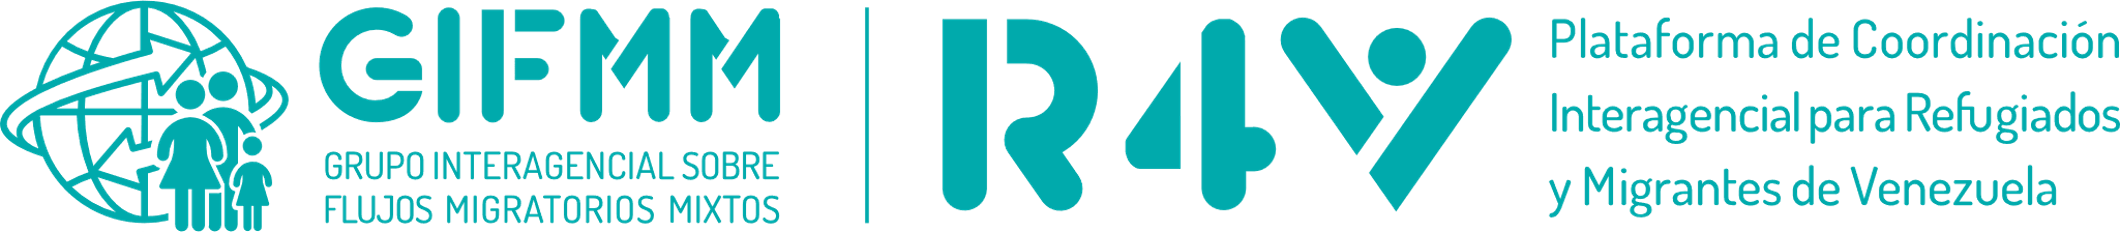 GIFMM
GRUPO INTERAGENCIAL SOBRE
FLUJOS MIGRATORIOS MIXTOS
R4V
Plataforma de Coordinación
Interagencial para Refugiados
y Migrantes de Venezuela